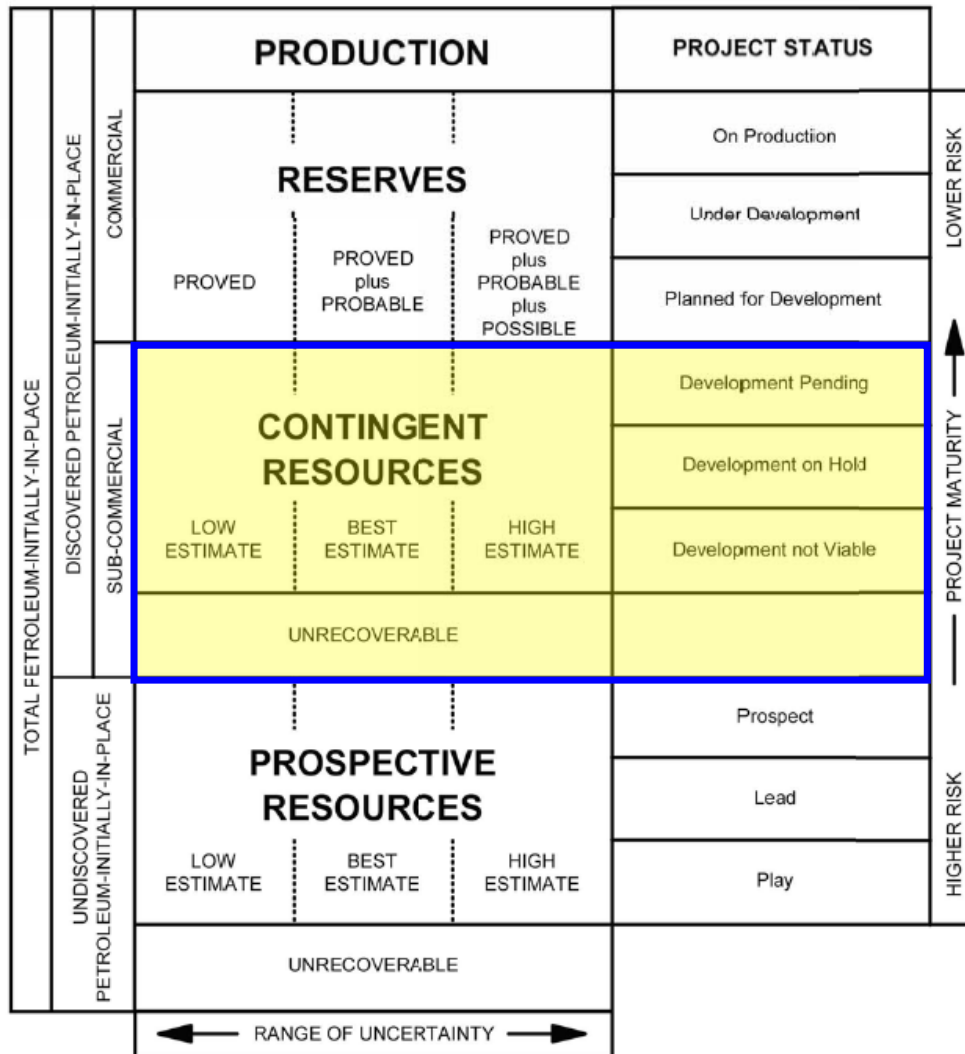 PRODUCTION
PROJECT STATUS
RESERVES
PROVED
PROVED
plus
PROBABLE
PROVED
plus
PROBABLE
plus
POSSIBLE
On Production
Under Development
Planned for Development
CONTINGENT
RESOURCES
LOW
ESTIMATE
BEST
ESTIMATE
HIGH
ESTIMATE
Development Pending
Development on Hold
Development not Viable
UNRECOVERABLE
PROSPECTIVE
RESOURCES
LOW
ESTIMATE
BEST
ESTIMATE
HIGH
ESTIMATE
Prospect
Lead
Play
UNRECOVERABLE
RANGE OF UNCERTAINTY
TOTAL FETROLEUM-INITIALLY-IN-PLACE
DISCOVERED PETROLEUM-INITIALLY-IN-PLACE
UNDISCOVERED
PETROLEUM-INITIALLY-IN-PLACE
COMMERCIAL
SUB-COMMERCIAL
LOWER RISK
PROJECT MATURITY
HIGHER RISK